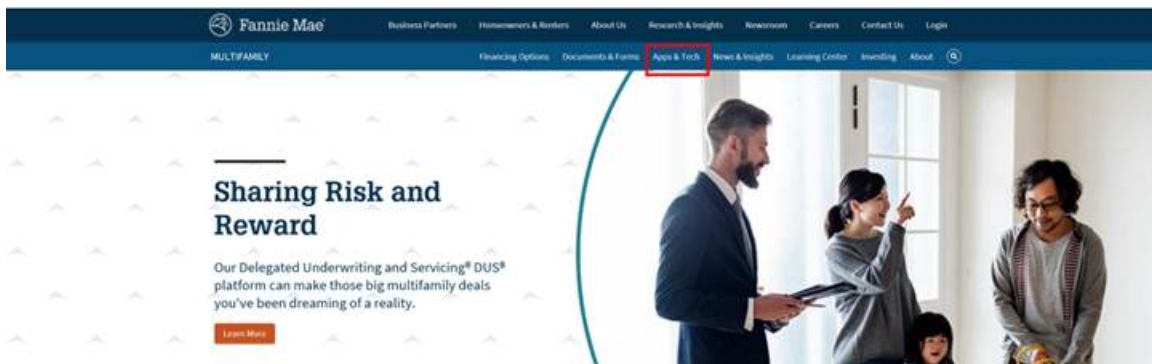 Fannie Mae® Business Partners Homeowners & Renters About Us Research & Insights Newsroom Careers Contact Us Login
MULTIFAMILY Financing Options Documents & Forms Apps & Tech News & Insights Learning Center Investing About
Sharing Risk and
Reward
Our Delegated Underwriting and Servicing® DUS®
platform can make those big multifamily deals
you've been dreaming of a reality.
Learn More